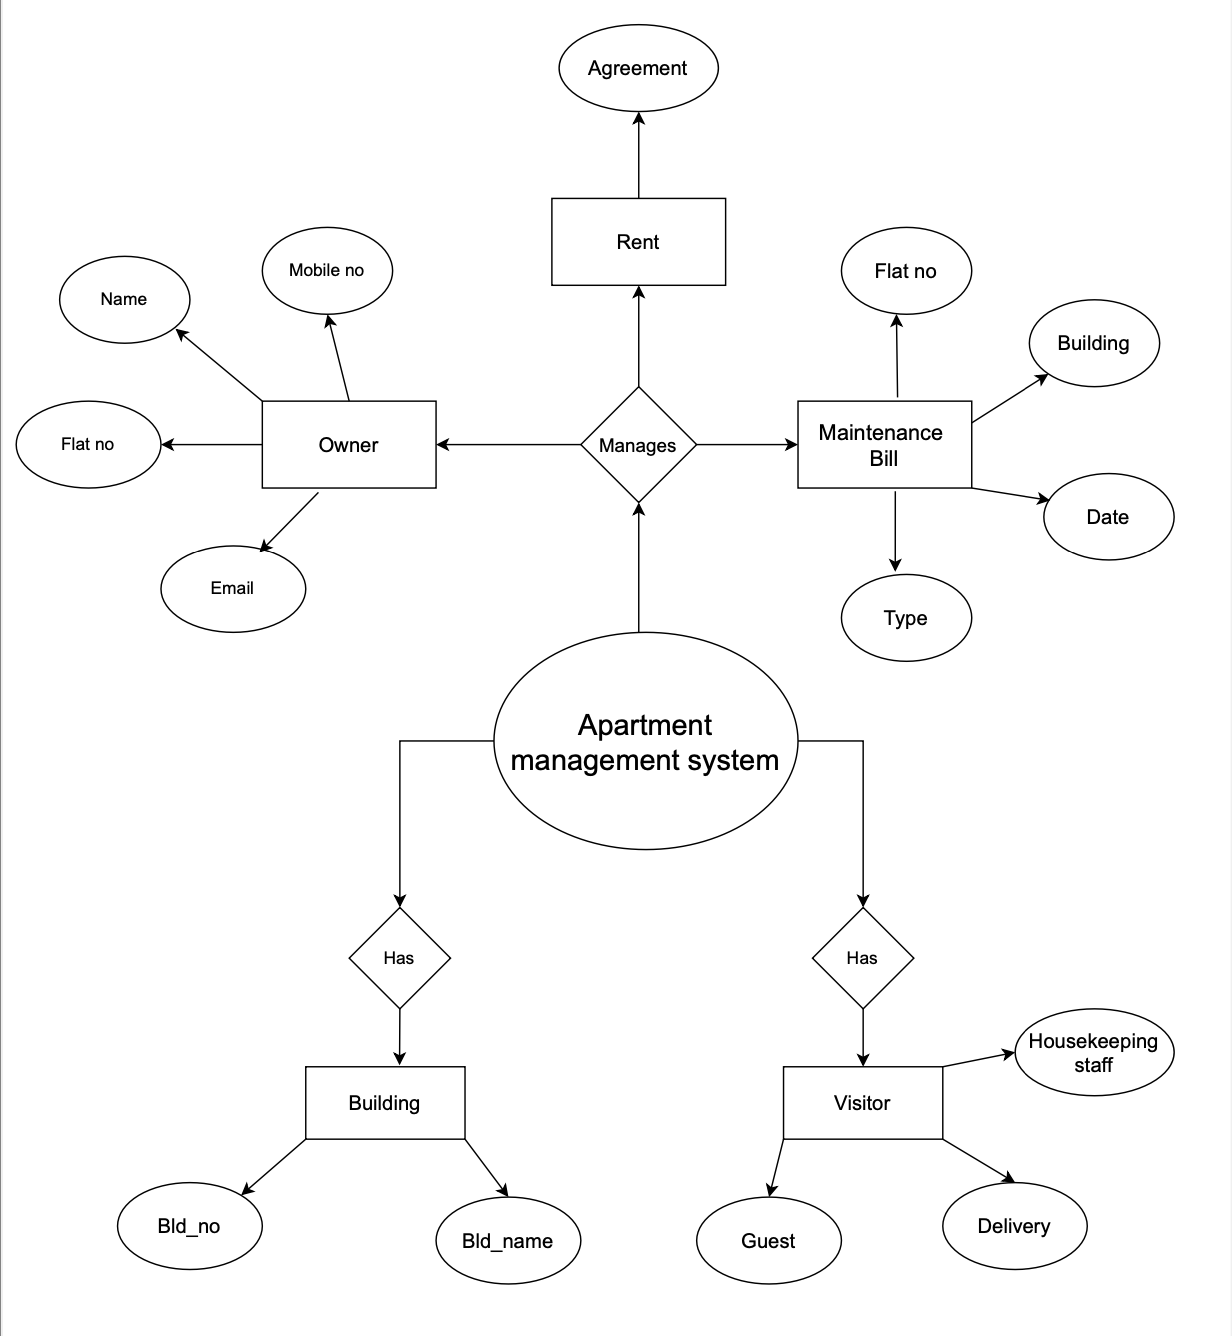 Agreement
Rent
Mobile no
Flat no
Name
Building
Owner
Manages
Maintenance
Bill
Flat no
Date
Email
Type
Apartment
management system
Has
Has
Housekeeping
staff
Building
Visitor
Bld_no
Bld_name
Guest
Delivery